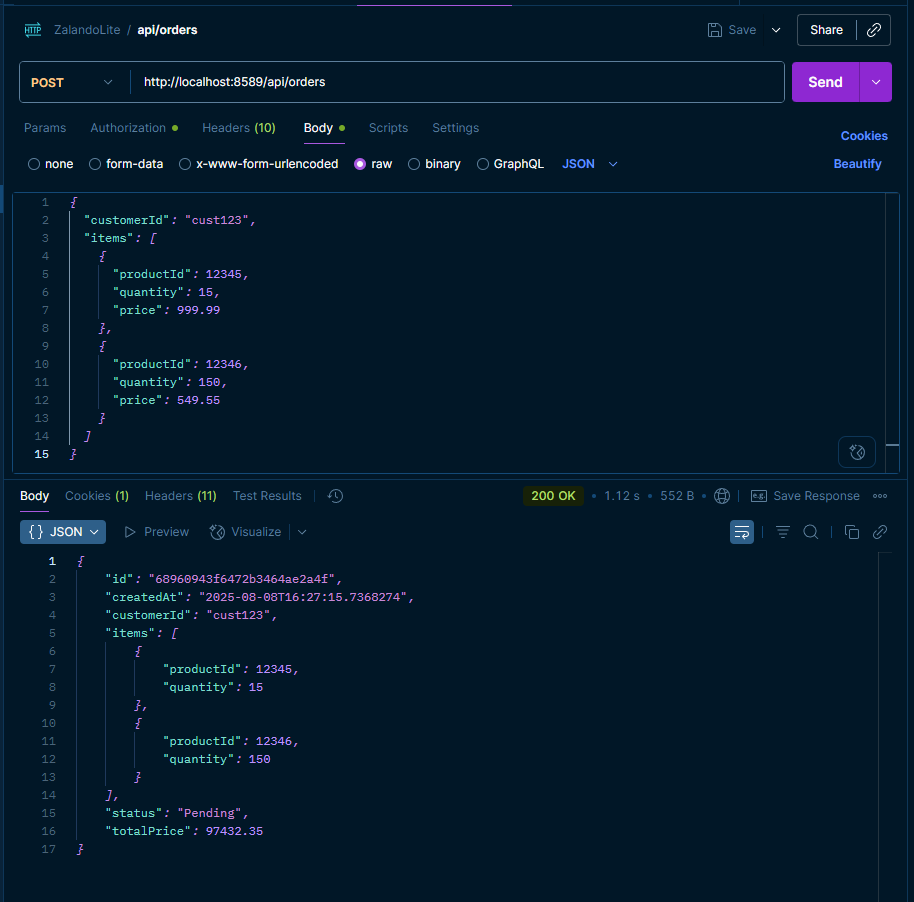 HTTP ZalandoLite / api/orders Save Share
POST http://localhost:8589/api/orders Send
Params Authorization Headers (10) Body Scripts Settings Cookies
none form-data x-www-form-urlencoded raw binary GraphQL JSON Beautify
1 {
2 "customerId": "cust123",
3 "items": [
4 {
5 "productId": 12345,
6 "quantity": 15,
7 "price": 999.99
8 },
9 {
10 "productId": 12346,
11 "quantity": 150,
12 "price": 549.55
13 }
14 ]
15 }
Body Cookies (1) Headers (11) Test Results 200 OK • 1.12 s • 552 B • e.g. Save Response
{} JSON Preview Visualize
1 {
2 "id": "68960943f6472b3464ae2a4f",
3 "createdAt": "2025-08-08T16:27:15.7368274",
4 "customerId": "cust123",
5 "items": [
6 {
7 "productId": 12345,
8 "quantity": 15
9 },
10 {
11 "productId": 12346,
12 "quantity": 150
13 }
14 ],
15 "status": "Pending",
16 "totalPrice": 97432.35
17 }